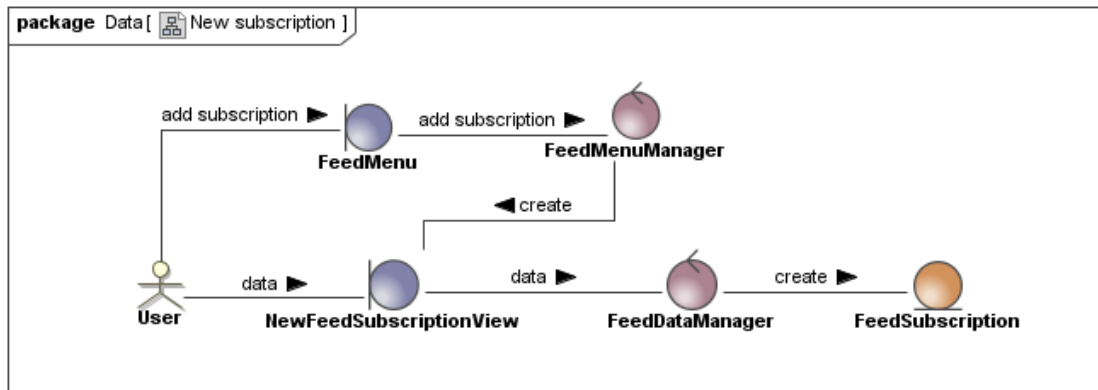 package Data [ New subscription ]
add subscription
add subscription
FeedMenu
FeedMenuManager
create
data
data
create
User
NewFeedSubscriptionView
FeedDataManager
FeedSubscription